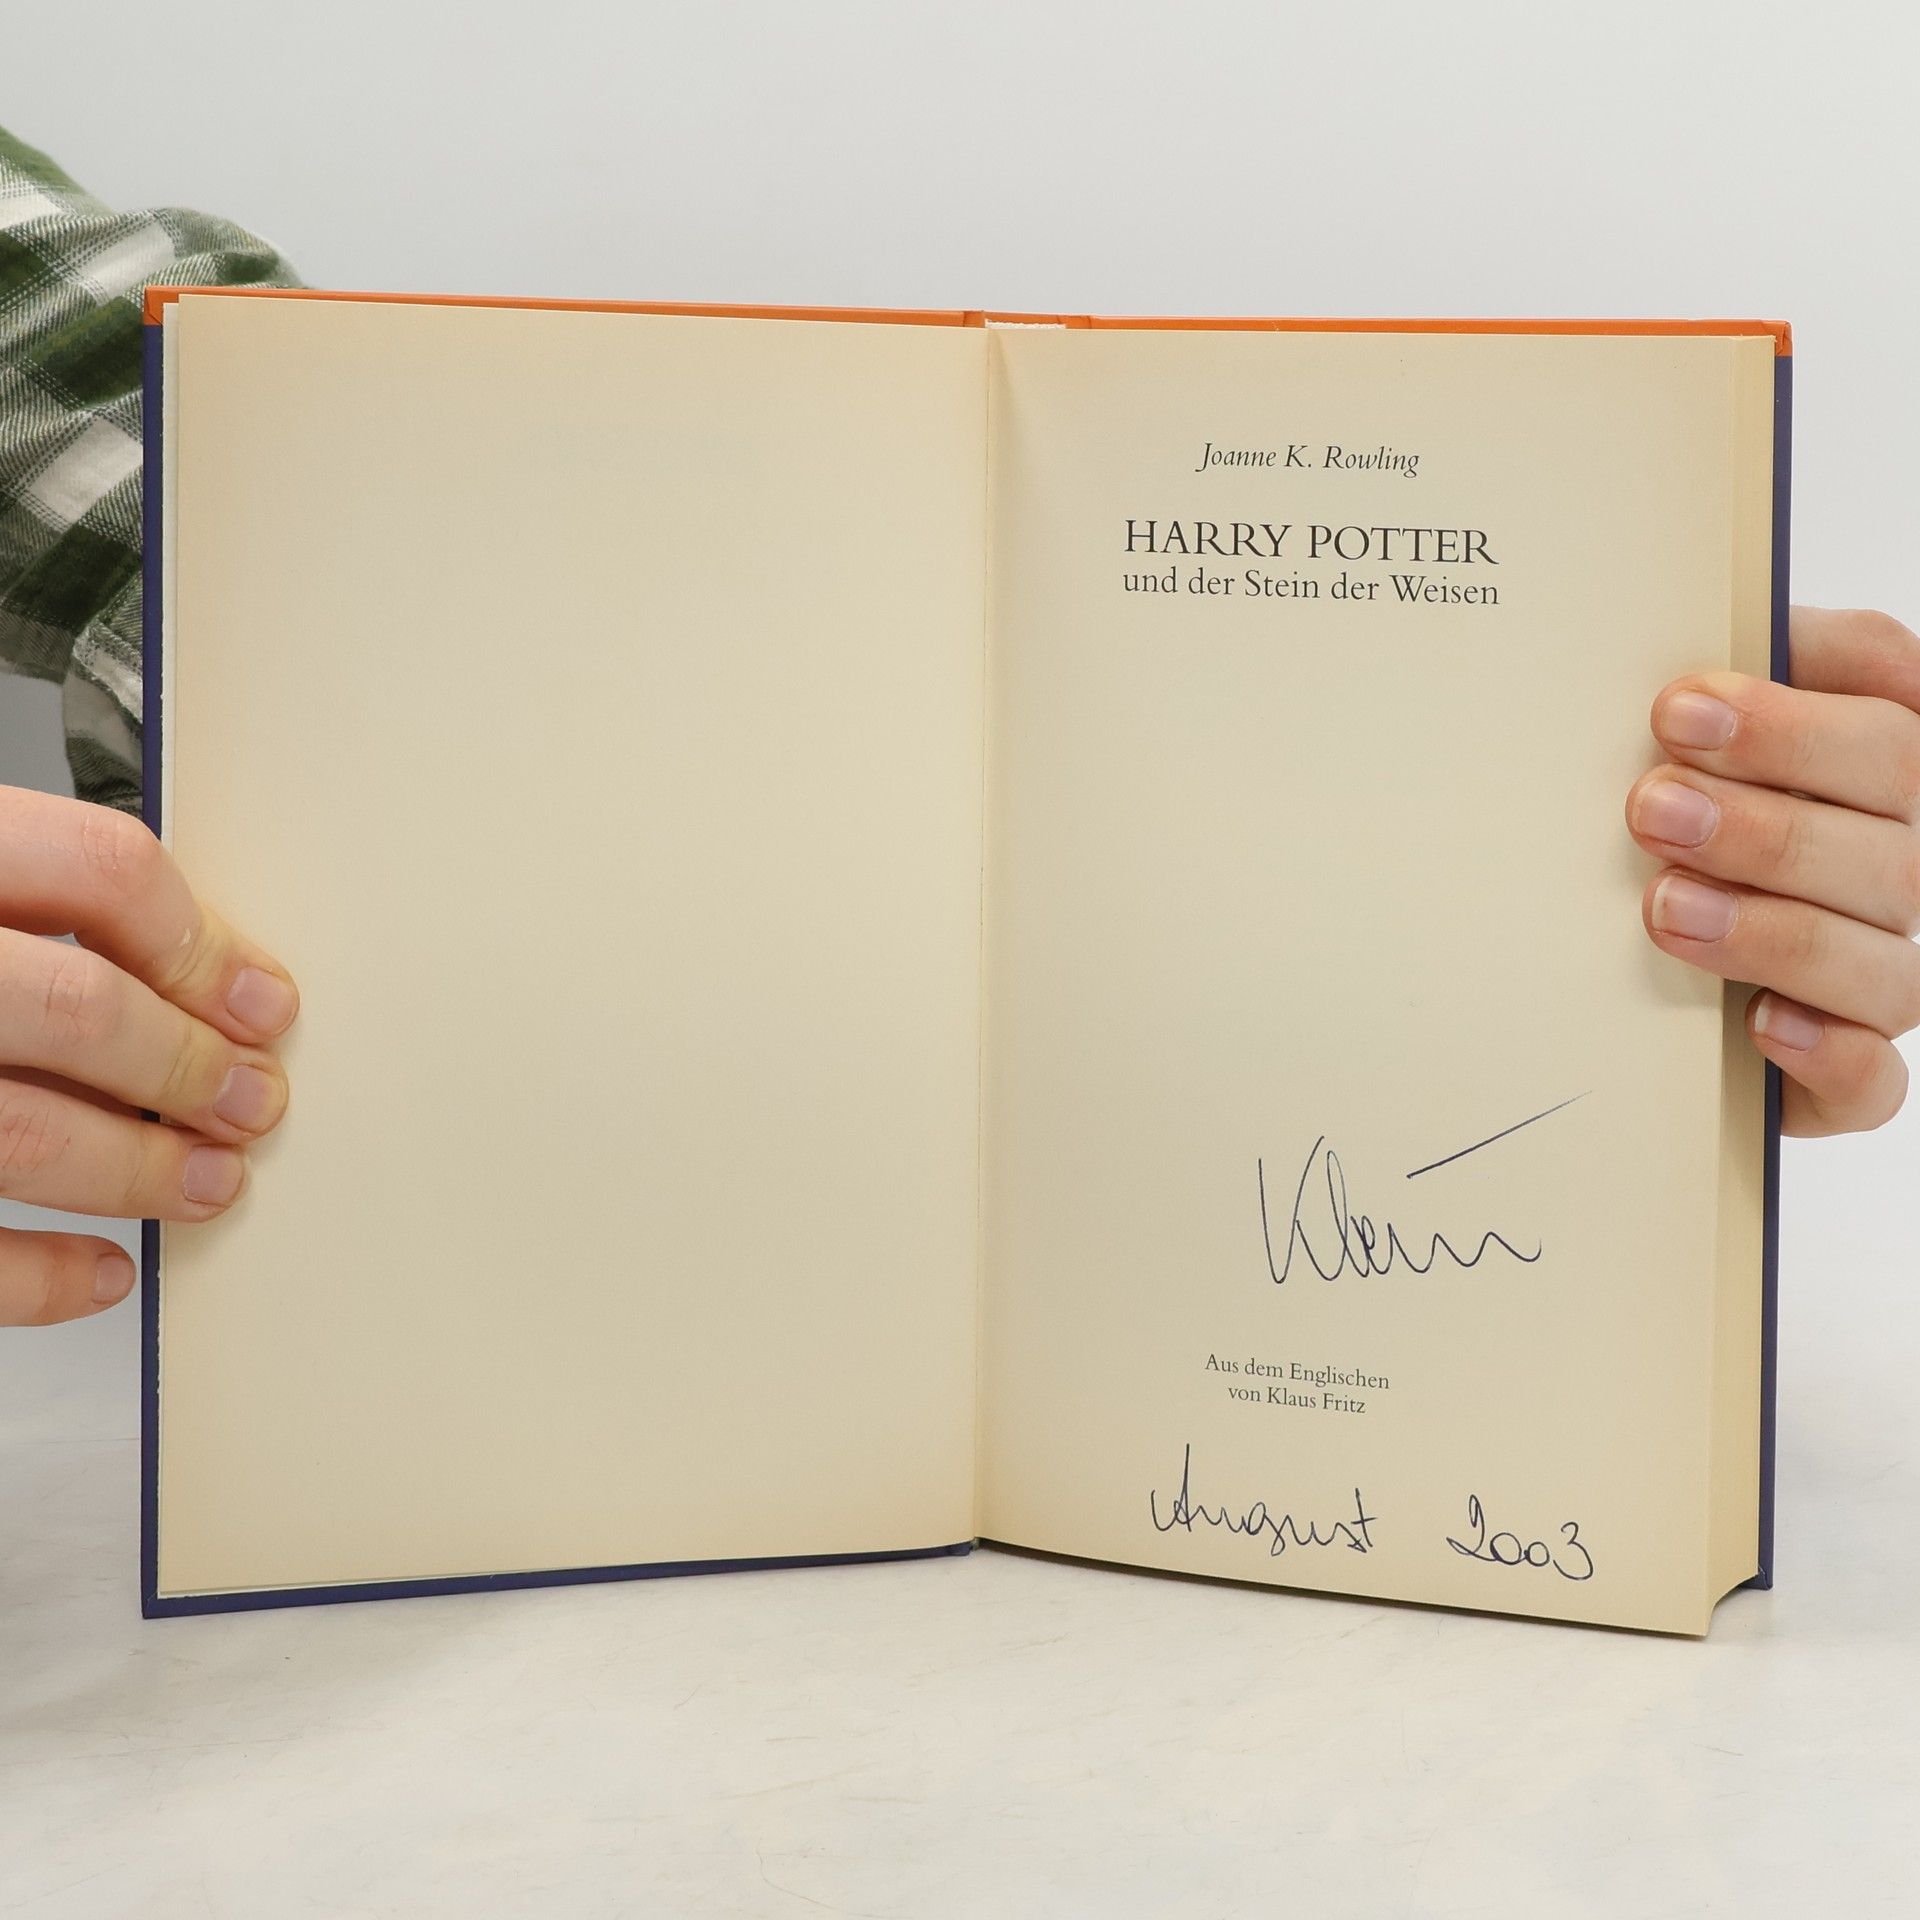 Joanne K. Rowling
HARRY POTTER
und der Stein der Weisen
Aus dem Englischen
von Klaus Fritz
August 2003